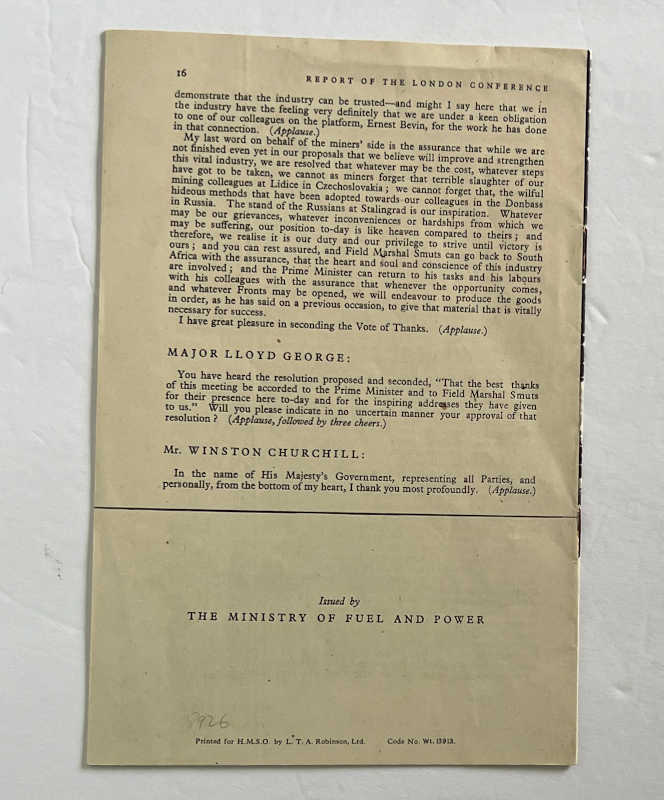 16
REPORT OF THE LONDON CONFERENCE
demonstrate that the industry can be trusted—and might I say here that we in
the industry have the feeling very definitely that we are under a keen obligation
to one of our colleagues on the platform, Ernest Bevin, for the work he has done
in that connection. (Applause.)
My last word on behalf of the miners' side is the assurance that while we are
not finished even yet in our proposals that we believe will improve and strengthen
this vital industry, we are resolved that whatever may be the cost, whatever steps
have got to be taken, we cannot as miners forget that terrible slaughter of our
mining colleagues at Lidice in Czechoslovakia ; we cannot forget that, the wilful
hideous methods that have been adopted towards our colleagues in the Donbass
in Russia. The stand of the Russians at Stalingrad is our inspiration. Whatever
may be our grievances, whatever inconveniences or hardships from which we
may be suffering, our position to-day is like heaven compared to theirs ; and
therefore, we realise it is our duty and our privilege to strive until victory is
ours ; and you can rest assured, and Field Marshal Smuts can go back to South
Africa with the assurance, that the heart and soul and conscience of this industry
are involved ; and the Prime Minister can return to his tasks and his labours
with his colleagues with the assurance that whenever the opportunity comes,
and whatever Fronts may be opened, we will endeavour to produce the goods
in order, as he has said on a previous occasion, to give that material that is vitally
necessary for success.
I have great pleasure in seconding the Vote of Thanks. (Applause.)
MAJOR LLOYD GEORGE:
You have heard the resolution proposed and seconded, "That the best thanks
of this meeting be accorded to the Prime Minister and to Field Marshal Smuts
for their presence here to-day and for the inspiring addresses they have given
to us." Will you please indicate in no uncertain manner your approval of that
resolution ? (Applause, followed by three cheers.)
Mr. WINSTON CHURCHILL:
In the name of His Majesty's Government, representing all Parties, and
personally, from the bottom of my heart, I thank you most profoundly. (Applause.)
Issued by
THE MINISTRY OF FUEL AND POWER
8926
Printed for H.M.S.O. by L. T. A. Robinson, Ltd. Code No. Wt. 13913.